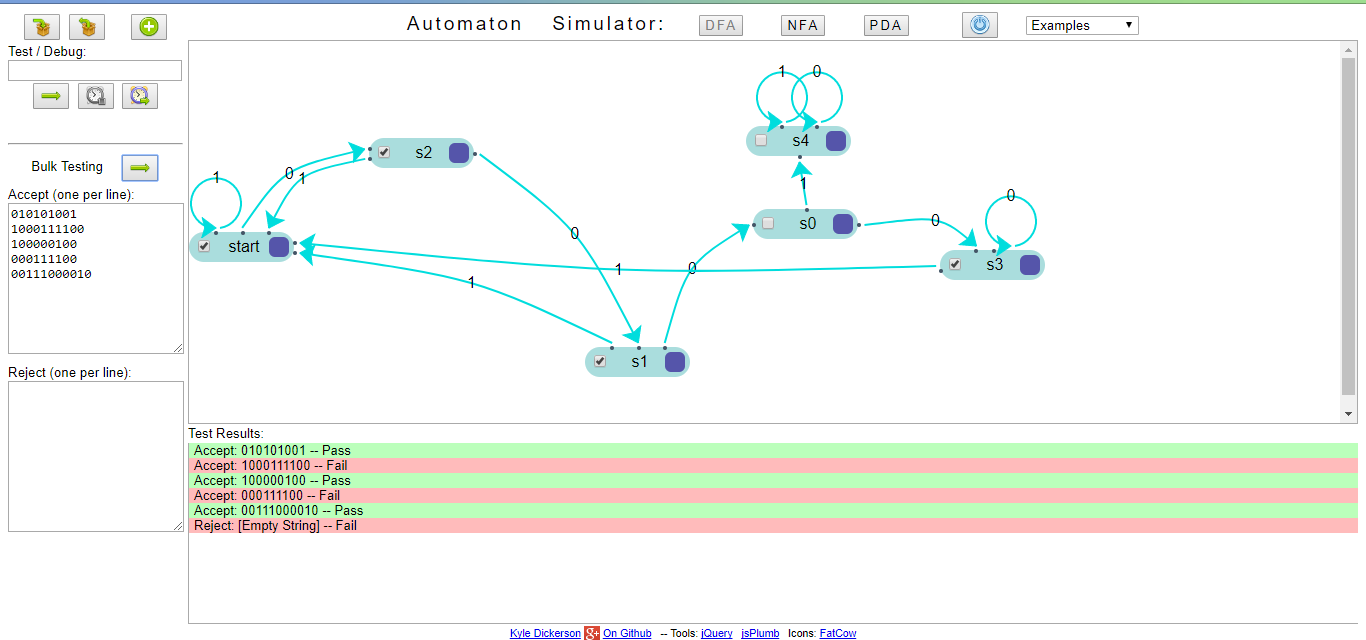 Automaton Simulator: DFA NFA PDA Examples
Test / Debug:
Bulk Testing
Accept (one per line):
010101001
1000111100
100000100
000111100
00111000010
Reject (one per line):
1 0
s4
s2
0 1
1
1
s0
0
0
start
0
s3
1
0
1
s1
Test Results:
Accept: 010101001 -- Pass
Accept: 1000111100 -- Fail
Accept: 100000100 -- Pass
Accept: 000111100 -- Fail
Accept: 00111000010 -- Pass
Reject: [Empty String] -- Fail
Kyle Dickerson g+ On Github -- Tools: jQuery jsPlumb Icons: FatCow